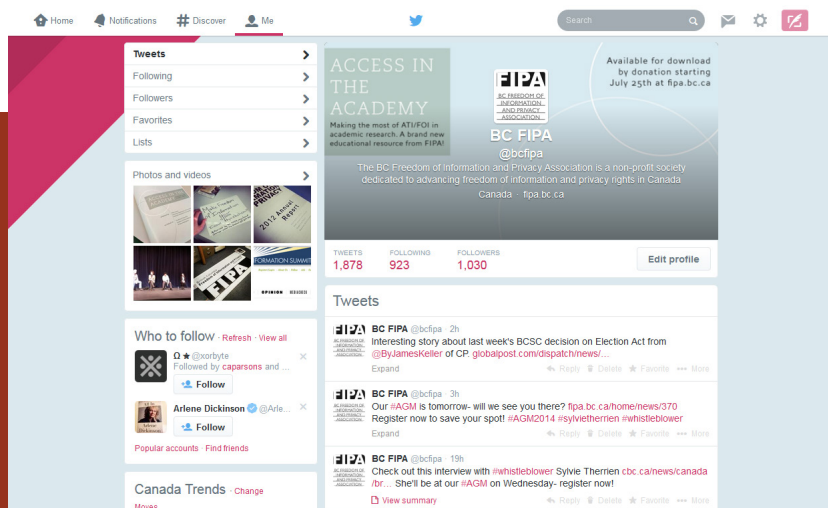 Home Notifications Discover Me Search
Tweets
Following
Followers
Favorites
Lists
Photos and videos
2012 Annual
Report
FORMATION SUMMIT
OPINION
FIPA
ACCESS IN
THE
ACADEMY
Making the most of ATI/FOI in
academic research. A brand new
educational resource from FIPA!
FIPA
BC FREEDOM OF
INFORMATION
AND PRIVACY
ASSOCIATION
Available for download
by donation starting
July 25th at fipa.bc.ca
BC FIPA
@bcfipa
The BC Freedom of Information and Privacy Association is a non-profit society
dedicated to advancing freedom of information and privacy rights in Canada
Canada · fipa.bc.ca
TWEETS FOLLOWING FOLLOWERS
1,878 923 1,030
Edit profile
Who to follow · Refresh · View all
Ω ★ @xorbyte
Followed by caparsons and ...
Follow
Arlene Dickinson @Arle...
Follow
Popular accounts · Find friends
Canada Trends · Change
Moves
Tweets
FIPA
BC FIPA @bcfipa · 2h
Interesting story about last week's BCSC decision on Election Act from
@ByJamesKeller of CP. globalpost.com/dispatch/news/...
Expand Reply Delete Favorite More
FIPA
BC FIPA @bcfipa · 3h
Our #AGM is tomorrow- will we see you there? fipa.bc.ca/home/news/370
Register now to save your spot! #AGM2014 #sylvietherrien #whistleblower
Expand Reply Delete Favorite More
FIPA
BC FIPA @bcfipa · 19h
Check out this interview with #whistleblower Sylvie Therrien cbc.ca/news/canada
/br... She'll be at our #AGM on Wednesday- register now!
View summary Reply Delete Favorite More